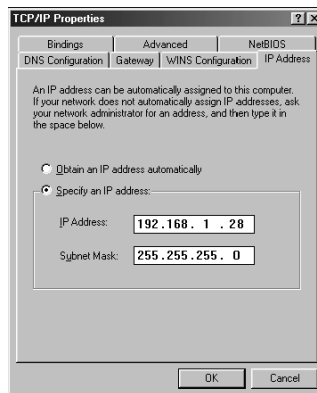 TCP/IP Properties
Bindings Advanced NetBIOS
DNS Configuration Gateway WINS Configuration IP Address
An IP address can be automatically assigned to this computer.
If your network does not automatically assign IP addresses, ask
your network administrator for an address, and then type it in
the space below.
Obtain an IP address automatically
Specify an IP address:
IP Address: 192.168. 1 .28
Subnet Mask: 255.255.255. 0
OK Cancel